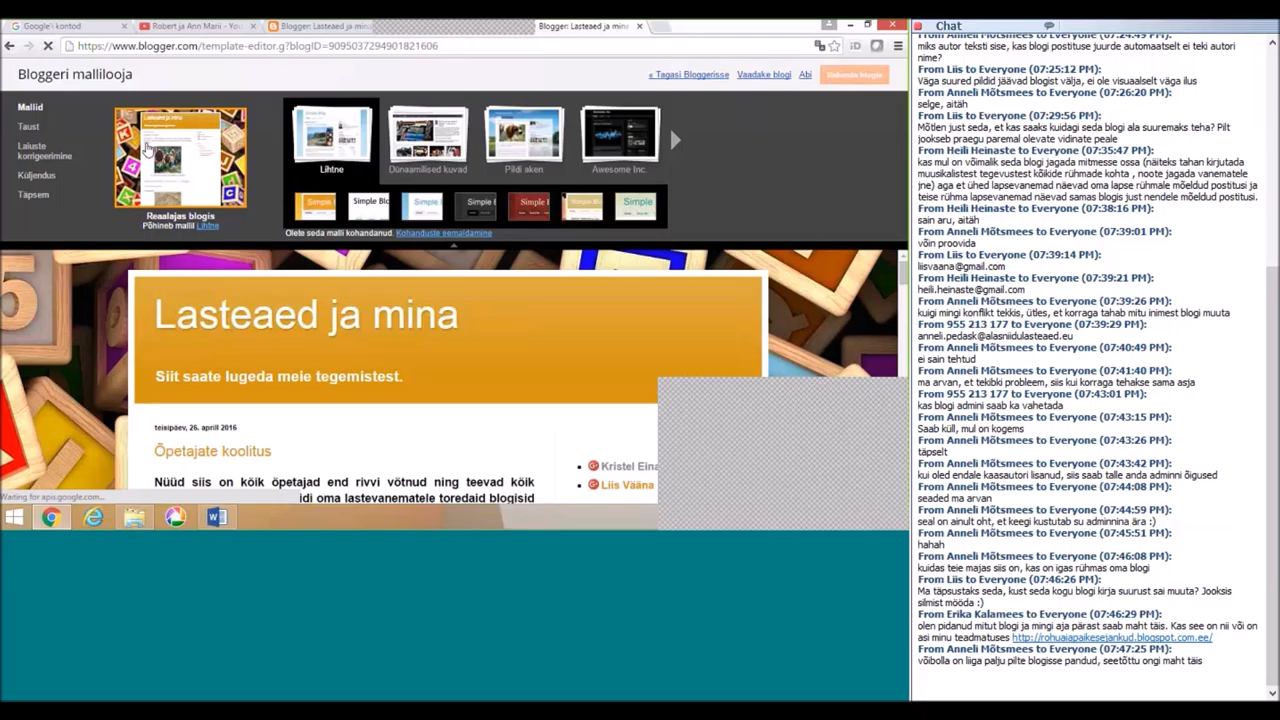 Google'i kontod
Robert ja Ann Marii - You
Blogger: Lasteaed ja min
Blogger: Lasteaed ja min
https://www.blogger.com/template-editor.g?blogID=9095037294901821606
Bloggeri mallilooja
« Tagasi Bloggerisse
Vaadake blogi
Abi
Mallid
Taust
Laiuste
korrigeerimine
Küljendus
Täpsem
Reaalajas blogis
Põhineb mallil Lihtne
Lihtne
Dünaamilised kuvad
Pildi aken
Awesome Inc.
Olete seda malli kohandanud. Kohanduste eemaldamine
Lasteaed ja mina
Siit saate lugeda meie tegemistest.
teisipäev, 26. aprill 2016
Õpetajate koolitus
Nüüd siis on kõik õpetajad end rivvi võtnud ning teevad kõik
idi oma lastevanematele toredaid blogisid
Kristel Eina
Liis Vääna
Waiting for apis.google.com...
Chat
From Anneli Mõtsmees to Everyone (07:24:49 PM):
miks autor teksti sise, kas blogi postituse juurde automaatselt ei teki autori
nime?
From Liis to Everyone (07:25:12 PM):
Väga suured pildid jäävad blogist välja, ei ole visuaalselt väga ilus
From Anneli Mõtsmees to Everyone (07:26:20 PM):
selge, aitäh
From Liis to Everyone (07:29:56 PM):
Mõtlen just seda, et kas saaks kuidagi seda blogi ala suuremaks teha? Pilt
jookseb praegu paremal olevate vidinate peale
From Heili Heinaste to Everyone (07:35:47 PM):
kas mul on võimalik seda blogi jagada mitmesse ossa (näiteks tahan kirjutada
muusikalistest tegevustest kõikide rühmade kohta , noote jagada vanematele
jne) aga et ühed lapsevanemad näevad oma lapse rühmale mõeldud postitusi ja
teise rühma lapsevanemad näevad samas blogis just nendele mõeldud postitusi.
From Heili Heinaste to Everyone (07:38:16 PM):
sain aru, aitäh
From Anneli Mõtsmees to Everyone (07:39:01 PM):
võin proovida
From Liis to Everyone (07:39:14 PM):
liisvaana@gmail.com
From Heili Heinaste to Everyone (07:39:21 PM):
heili.heinaste@gmail.com
From Anneli Mõtsmees to Everyone (07:39:26 PM):
kuigi mingi konflikt tekkis, ütles, et korraga tahab mitu inimest blogi muuta
From 955 213 177 to Everyone (07:39:29 PM):
anneli.pedask@alasniidulasteaed.eu
From Anneli Mõtsmees to Everyone (07:40:49 PM):
ei sain tehtud
From Anneli Mõtsmees to Everyone (07:41:40 PM):
ma arvan, et tekibki probleem, siis kui korraga tehakse sama asja
From 955 213 177 to Everyone (07:43:01 PM):
kas blogi admini saab ka vahetada
From Anneli Mõtsmees to Everyone (07:43:15 PM):
Saab küll, mul on kogems
From Anneli Mõtsmees to Everyone (07:43:26 PM):
täpselt
From Anneli Mõtsmees to Everyone (07:43:42 PM):
kui oled endale kaasautori lisanud, siis saab talle anda adminni õigused
From Anneli Mõtsmees to Everyone (07:44:08 PM):
seaded ma arvan
From Anneli Mõtsmees to Everyone (07:44:59 PM):
seal on ainult oht, et keegi kustutab su adminnina ära :)
From Anneli Mõtsmees to Everyone (07:45:51 PM):
hahah
From Anneli Mõtsmees to Everyone (07:46:08 PM):
kuidas teie majas siis on, kas on igas rühmas oma blogi
From Liis to Everyone (07:46:26 PM):
Ma täpsustaks seda, kust seda kogu blogi kirja suurust sai muuta? Jooksis
silmist mööda :)
From Erika Kalamees to Everyone (07:46:29 PM):
olen pidanud mitut blogi ja mingi aja pärast saab maht täis. Kas see on nii või on
asi minu teadmatuses http://rohuaiapaikesejankud.blogspot.com.ee/
From Anneli Mõtsmees to Everyone (07:47:25 PM):
võibolla on liiga palju pilte blogisse pandud, seetõttu ongi maht täis